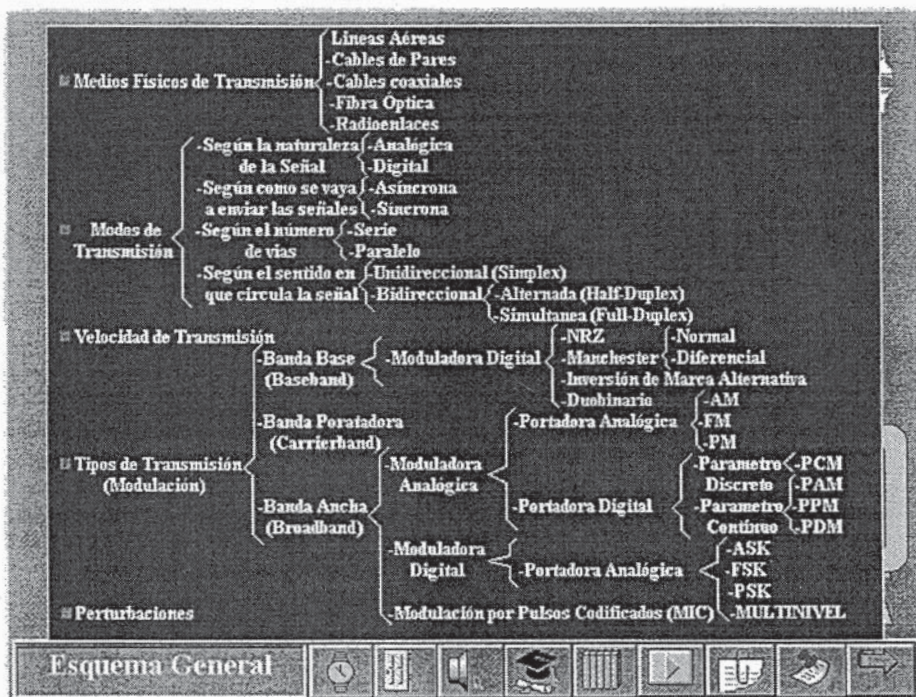 Líneas Aéreas
-Cables de Pares
Medios Físicos de Transmisión -Cables coaxiales
-Fibra Óptica
-Radioenlaces
-Según la naturaleza -Analógica
de la Señal -Digital
-Según como se vaya -Asíncrona
a enviar las señales -Síncrona
Modos de -Según el número -Serie
Transmisión de vias -Paralelo
-Según el sentido en -Unidireccional (Simplex)
que circula la señal -Bidireccional -Alternada (Half-Duplex)
-Simultanea (Full-Duplex)
Velocidad de Transmisión -NRZ -Normal
-Banda Base -Moduladora Digital -Manchester -Diferencial
(Baseband) -Inversión de Marca Alternativa
-Duobinario
-Banda Poratadora -Portadora Analógica -AM
(Carrierband) -FM
-PM
Tipos de Transmisión -Moduladora -Parametro -PCM
(Modulación) Analógica Discreto -PAM
-Banda Ancha -Portadora Digital -Parametro -PPM
(Broadband) Contínuo -PDM
-Moduladora -ASK
Digital -Portadora Analógica -FSK
-PSK
Perturbaciones -Modulación por Pulsos Codificados (MIC) -MULTINIVEL
Esquema General